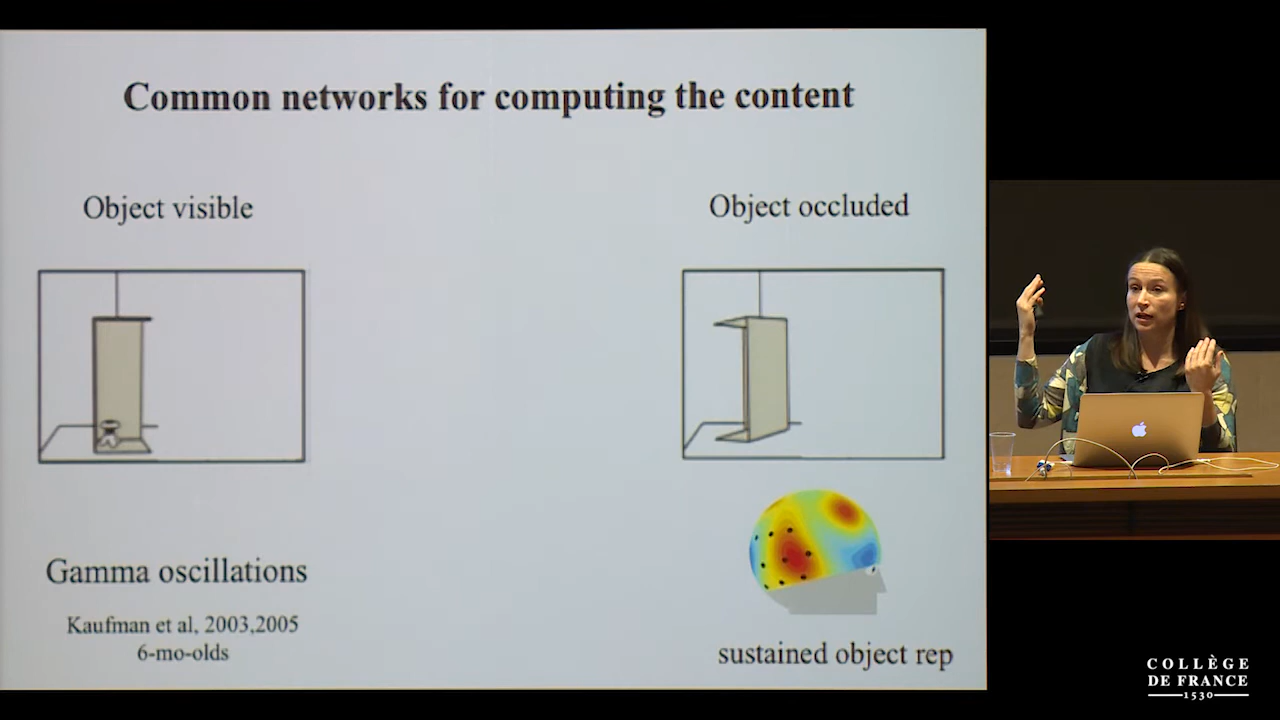 Common networks for computing the content
Object visible
Object occluded
Gamma oscillations
Kaufman et al, 2003,2005
6-mo-olds
sustained object rep
COLLÈGE
DE FRANCE
1530